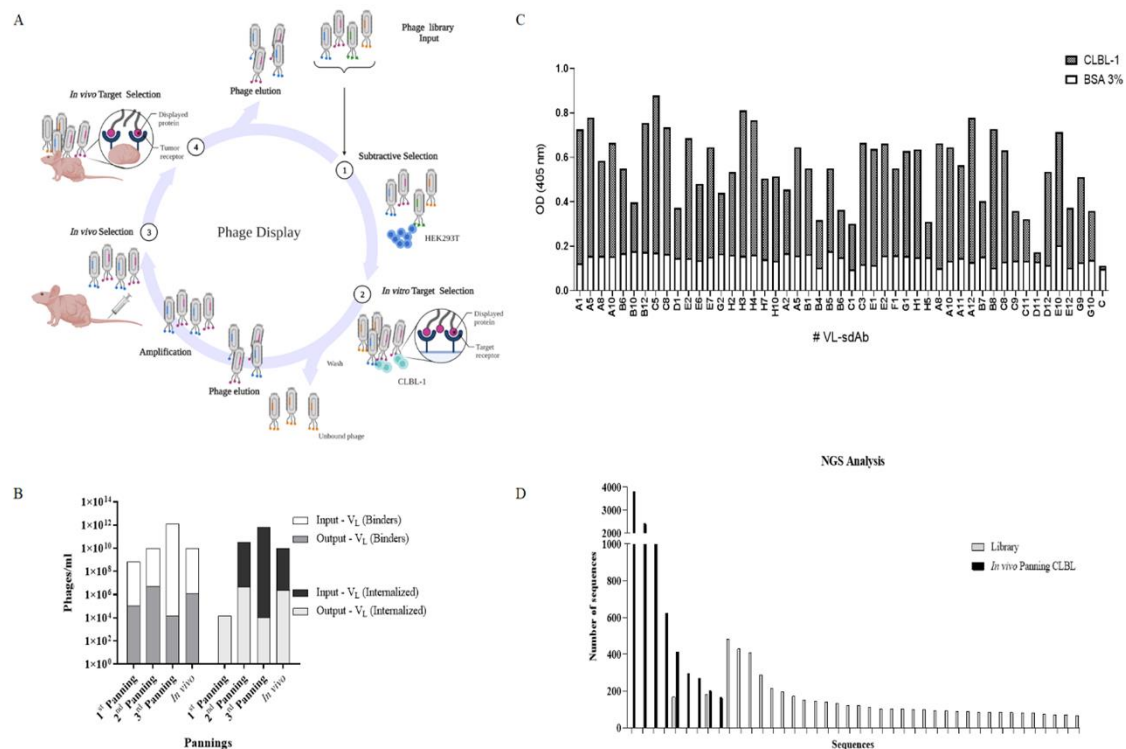 A
Phage library
Input
Phage elution
In vivo Target Selection
Displayed
protein
Tumor
receptor
4
1
Subtractive Selection
HEK293T
Phage Display
In vivo Selection
3
2
In vitro Target Selection
Displayed
protein
Target
receptor
CLBL-1
Wash
Amplification
Phage elution
Unbound phage
B
1×10^14
1×10^12
1×10^10
1×10^8
1×10^6
1×10^4
1×10^2
1×10^0
Phages/ml
Input - VL (Binders)
Output - VL (Binders)
Input - VL (Internalized)
Output - VL (Internalized)
1st Panning
2nd Panning
3rd Panning
In vivo
1st Panning
2nd Panning
3rd Panning
In vivo
Pannings
C
CLBL-1
BSA 3%
1.0
0.8
0.6
0.4
0.2
0.0
OD (405 nm)
A1 A5 A8 A10 B6 B10 B12 C5 C8 D1 E2 E6 E7 G2 H2 H3 H4 H7 H10 A2 A5 B1 B4 B5 B6 C1 C3 E1 E2 F1 G1 H1 H5 A8 A10 A11 A12 B7 B8 C8 C9 C11 D11 D12 E10 E12 G9 G10 C-
# VL-sdAb
NGS Analysis
D
4000
3000
2000
1000
800
600
400
200
0
Number of sequences
Library
In vivo Panning CLBL
Sequences